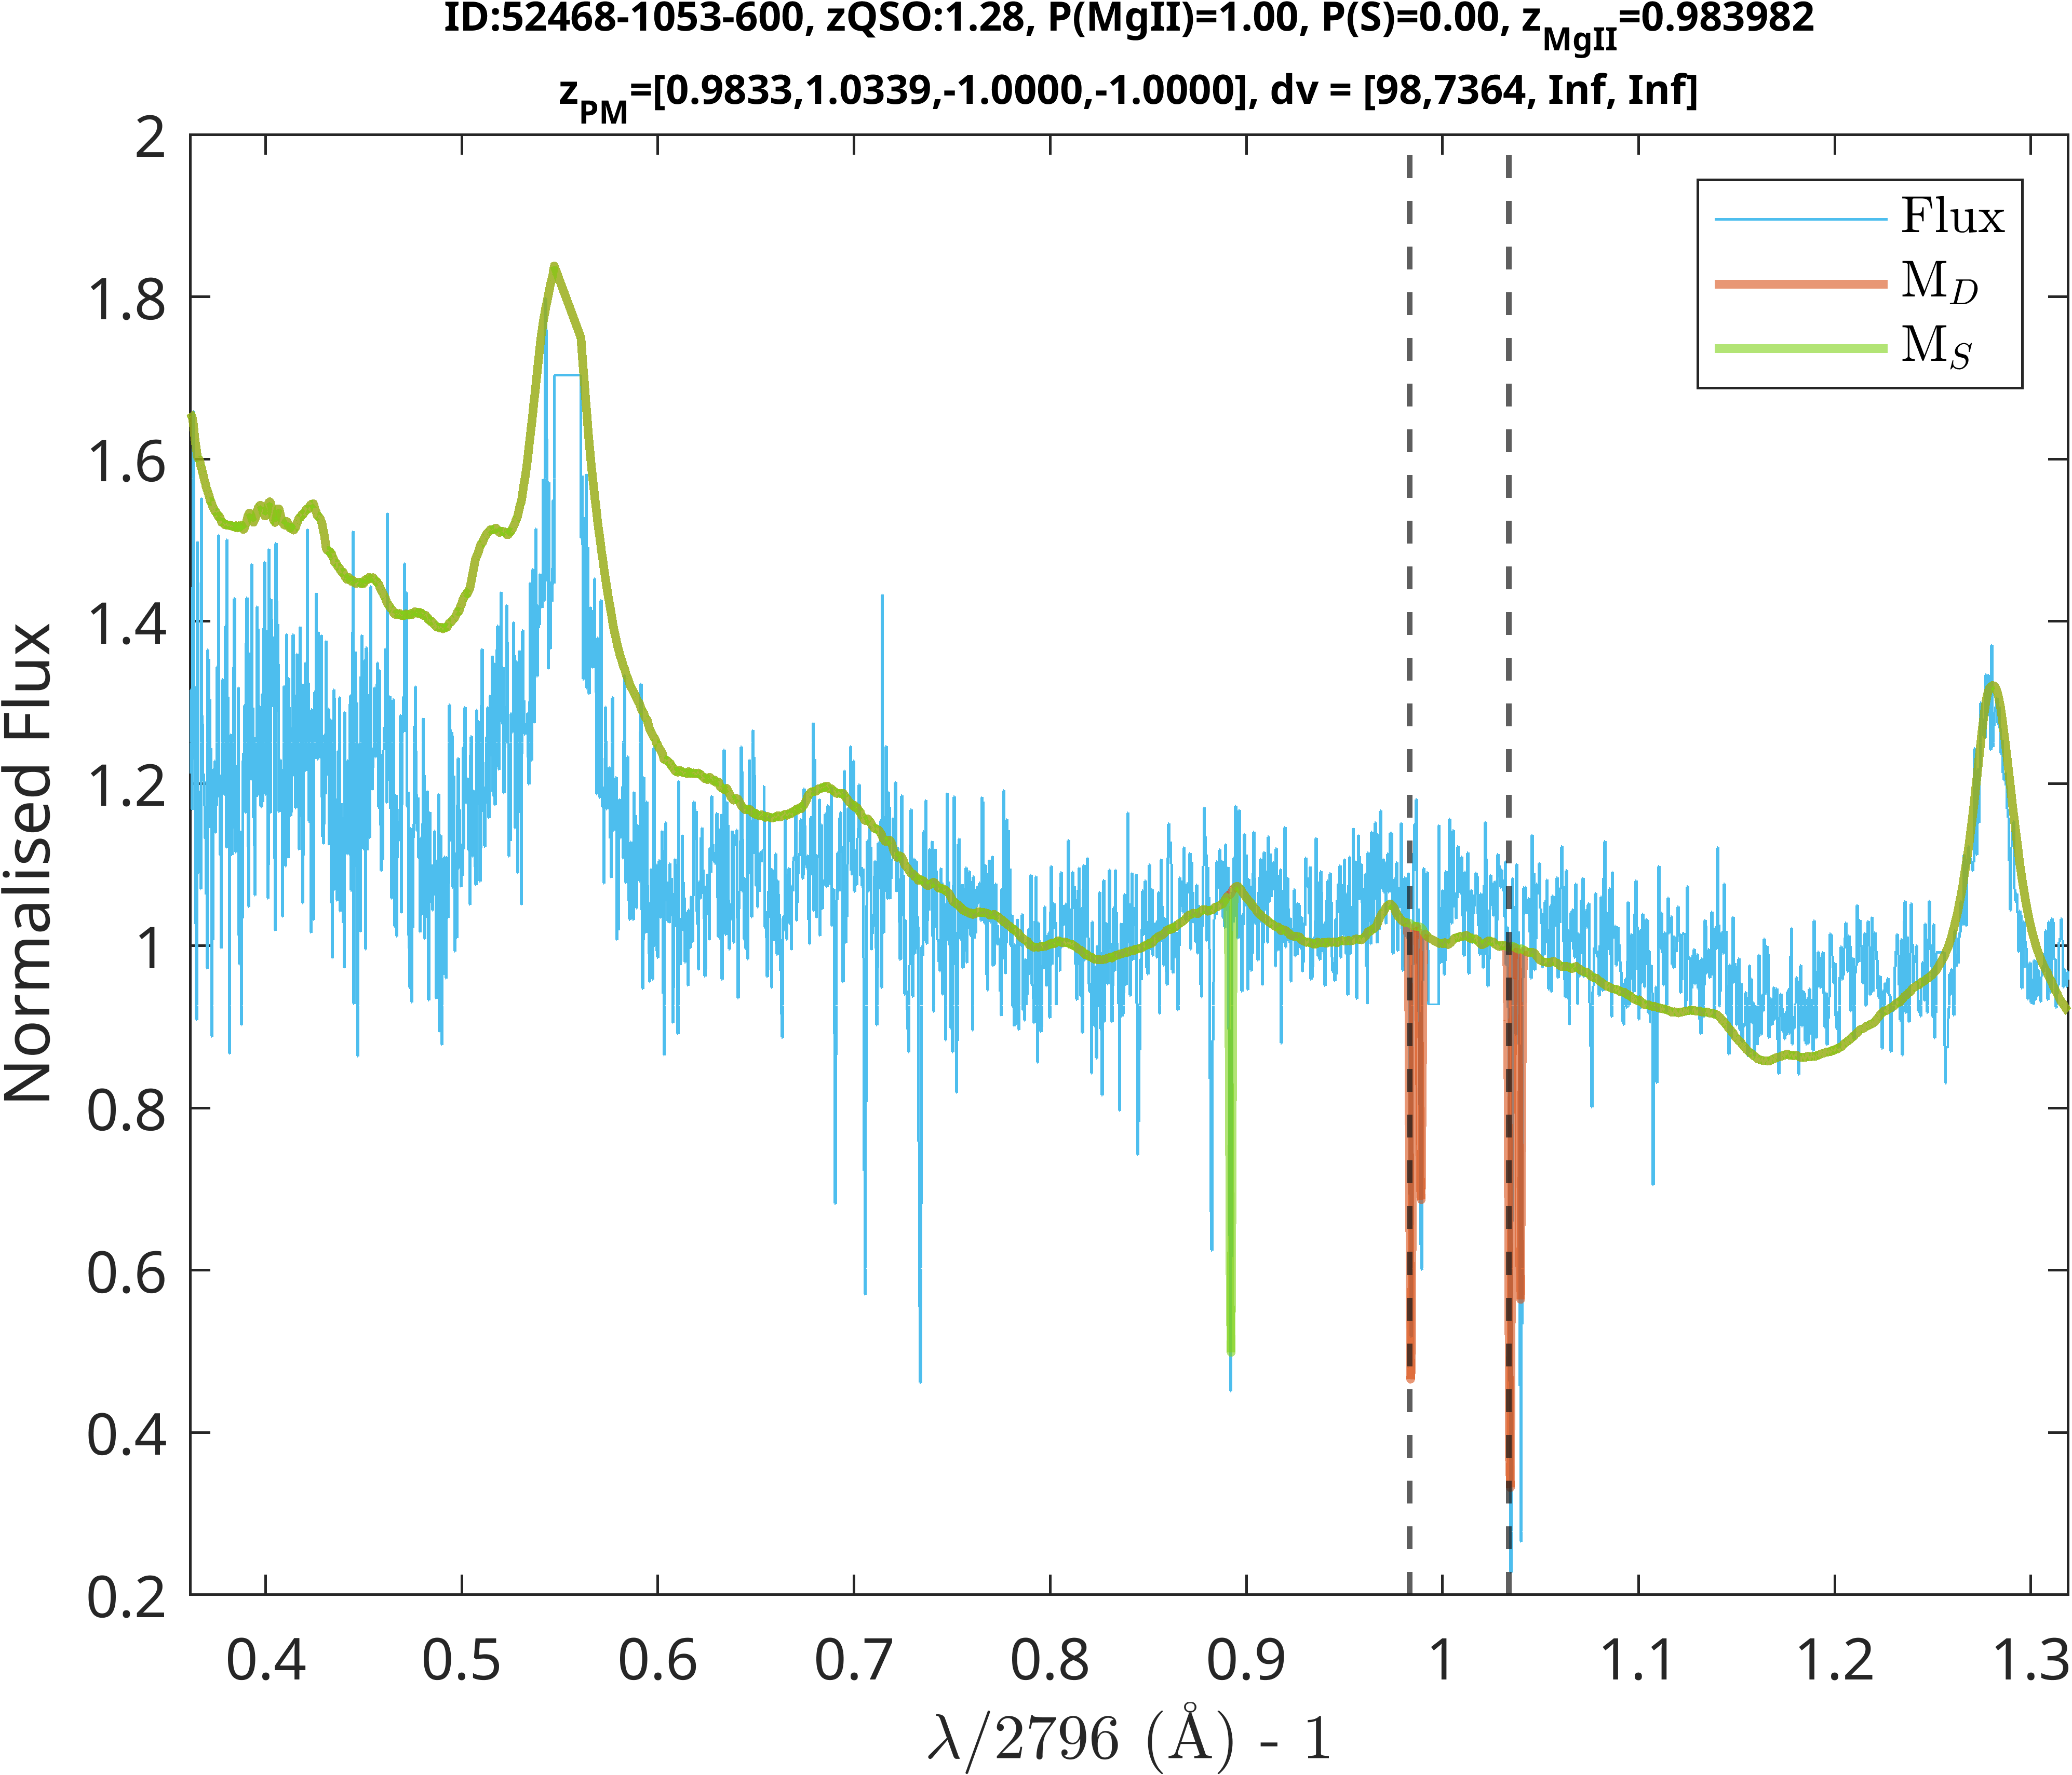 ID:52468-1053-600, zQSO:1.28, P(MgII)=1.00, P(S)=0.00, zMgII=0.983982
zPM=[0.9833,1.0339,-1.0000,-1.0000], dv = [98,7364, Inf, Inf]
2
1.8
1.6
1.4
1.2
1
0.8
0.6
0.4
0.2
Normalised Flux
Flux
MD
MS
0.4 0.5 0.6 0.7 0.8 0.9 1 1.1 1.2 1.3
λ/2796 (Å) - 1